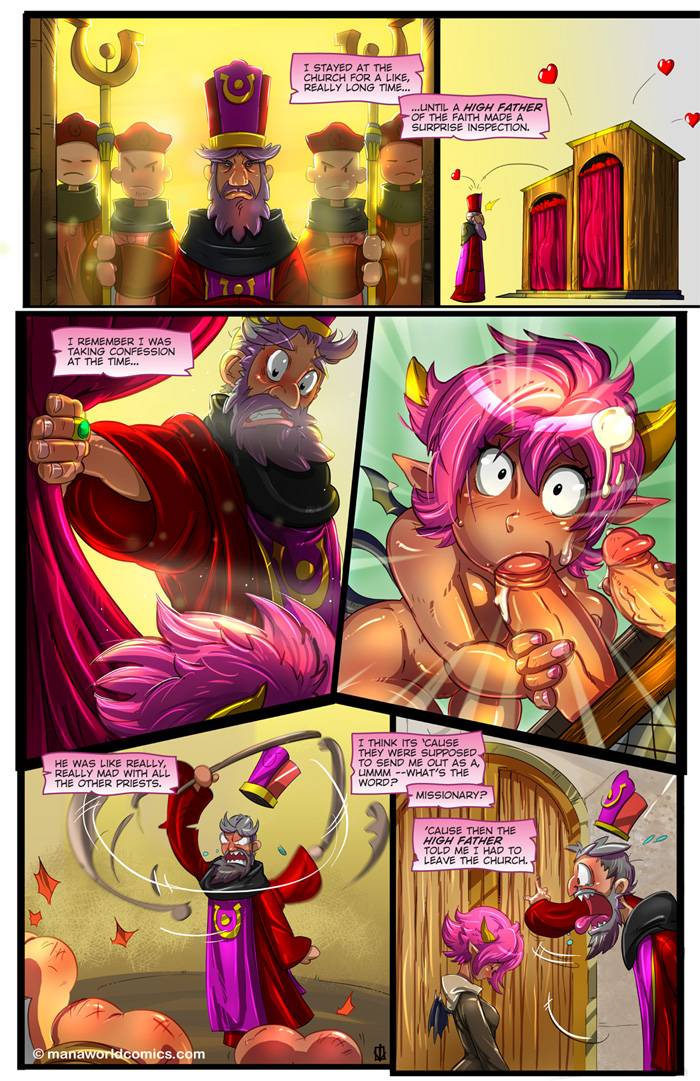 I STAYED AT THE
CHURCH FOR A LIKE,
REALLY LONG TIME...
...UNTIL A HIGH FATHER
OF THE FAITH MADE A
SURPRISE INSPECTION.
I REMEMBER I WAS
TAKING CONFESSION
AT THE TIME...
HE WAS LIKE REALLY,
REALLY MAD WITH ALL
THE OTHER PRIESTS.
I THINK ITS 'CAUSE
THEY WERE SUPPOSED
TO SEND ME OUT AS A,
UMMM --WHAT'S THE
WORD?
MISSIONARY?
'CAUSE THEN THE
HIGH FATHER
TOLD ME I HAD TO
LEAVE THE CHURCH.
© manaworldcomics.com